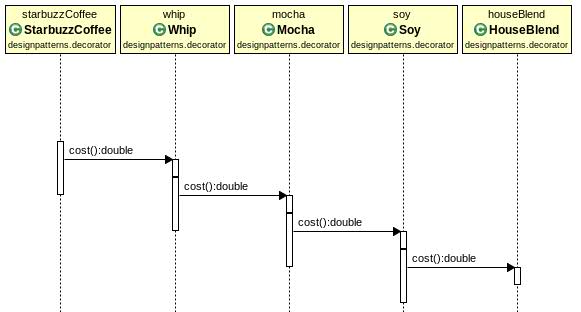 starbuzzCoffee
C StarbuzzCoffee
designpatterns.decorator
whip
C Whip
designpatterns.decorator
mocha
C Mocha
designpatterns.decorator
soy
C Soy
designpatterns.decorator
houseBlend
C HouseBlend
designpatterns.decorator
cost():double
cost():double
cost():double
cost():double